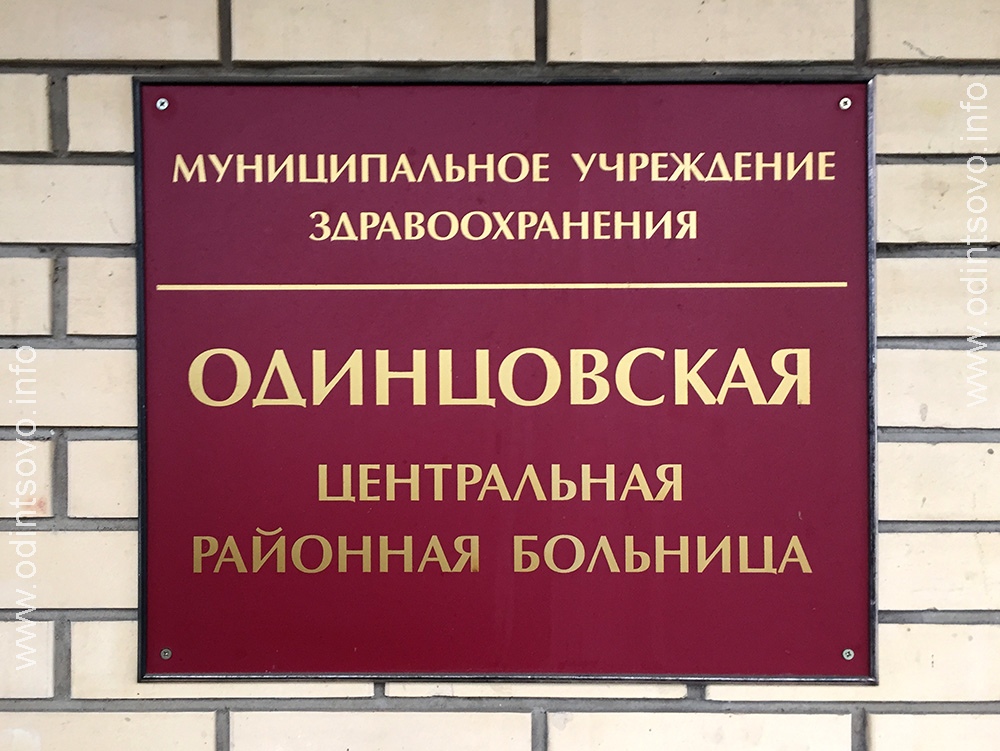 МУНИЦИПАЛЬНОЕ УЧРЕЖДЕНИЕ
ЗДРАВООХРАНЕНИЯ
ОДИНЦОВСКАЯ
ЦЕНТРАЛЬНАЯ
РАЙОННАЯ БОЛЬНИЦА
www.odintsovo.info
www.odintsovo.info